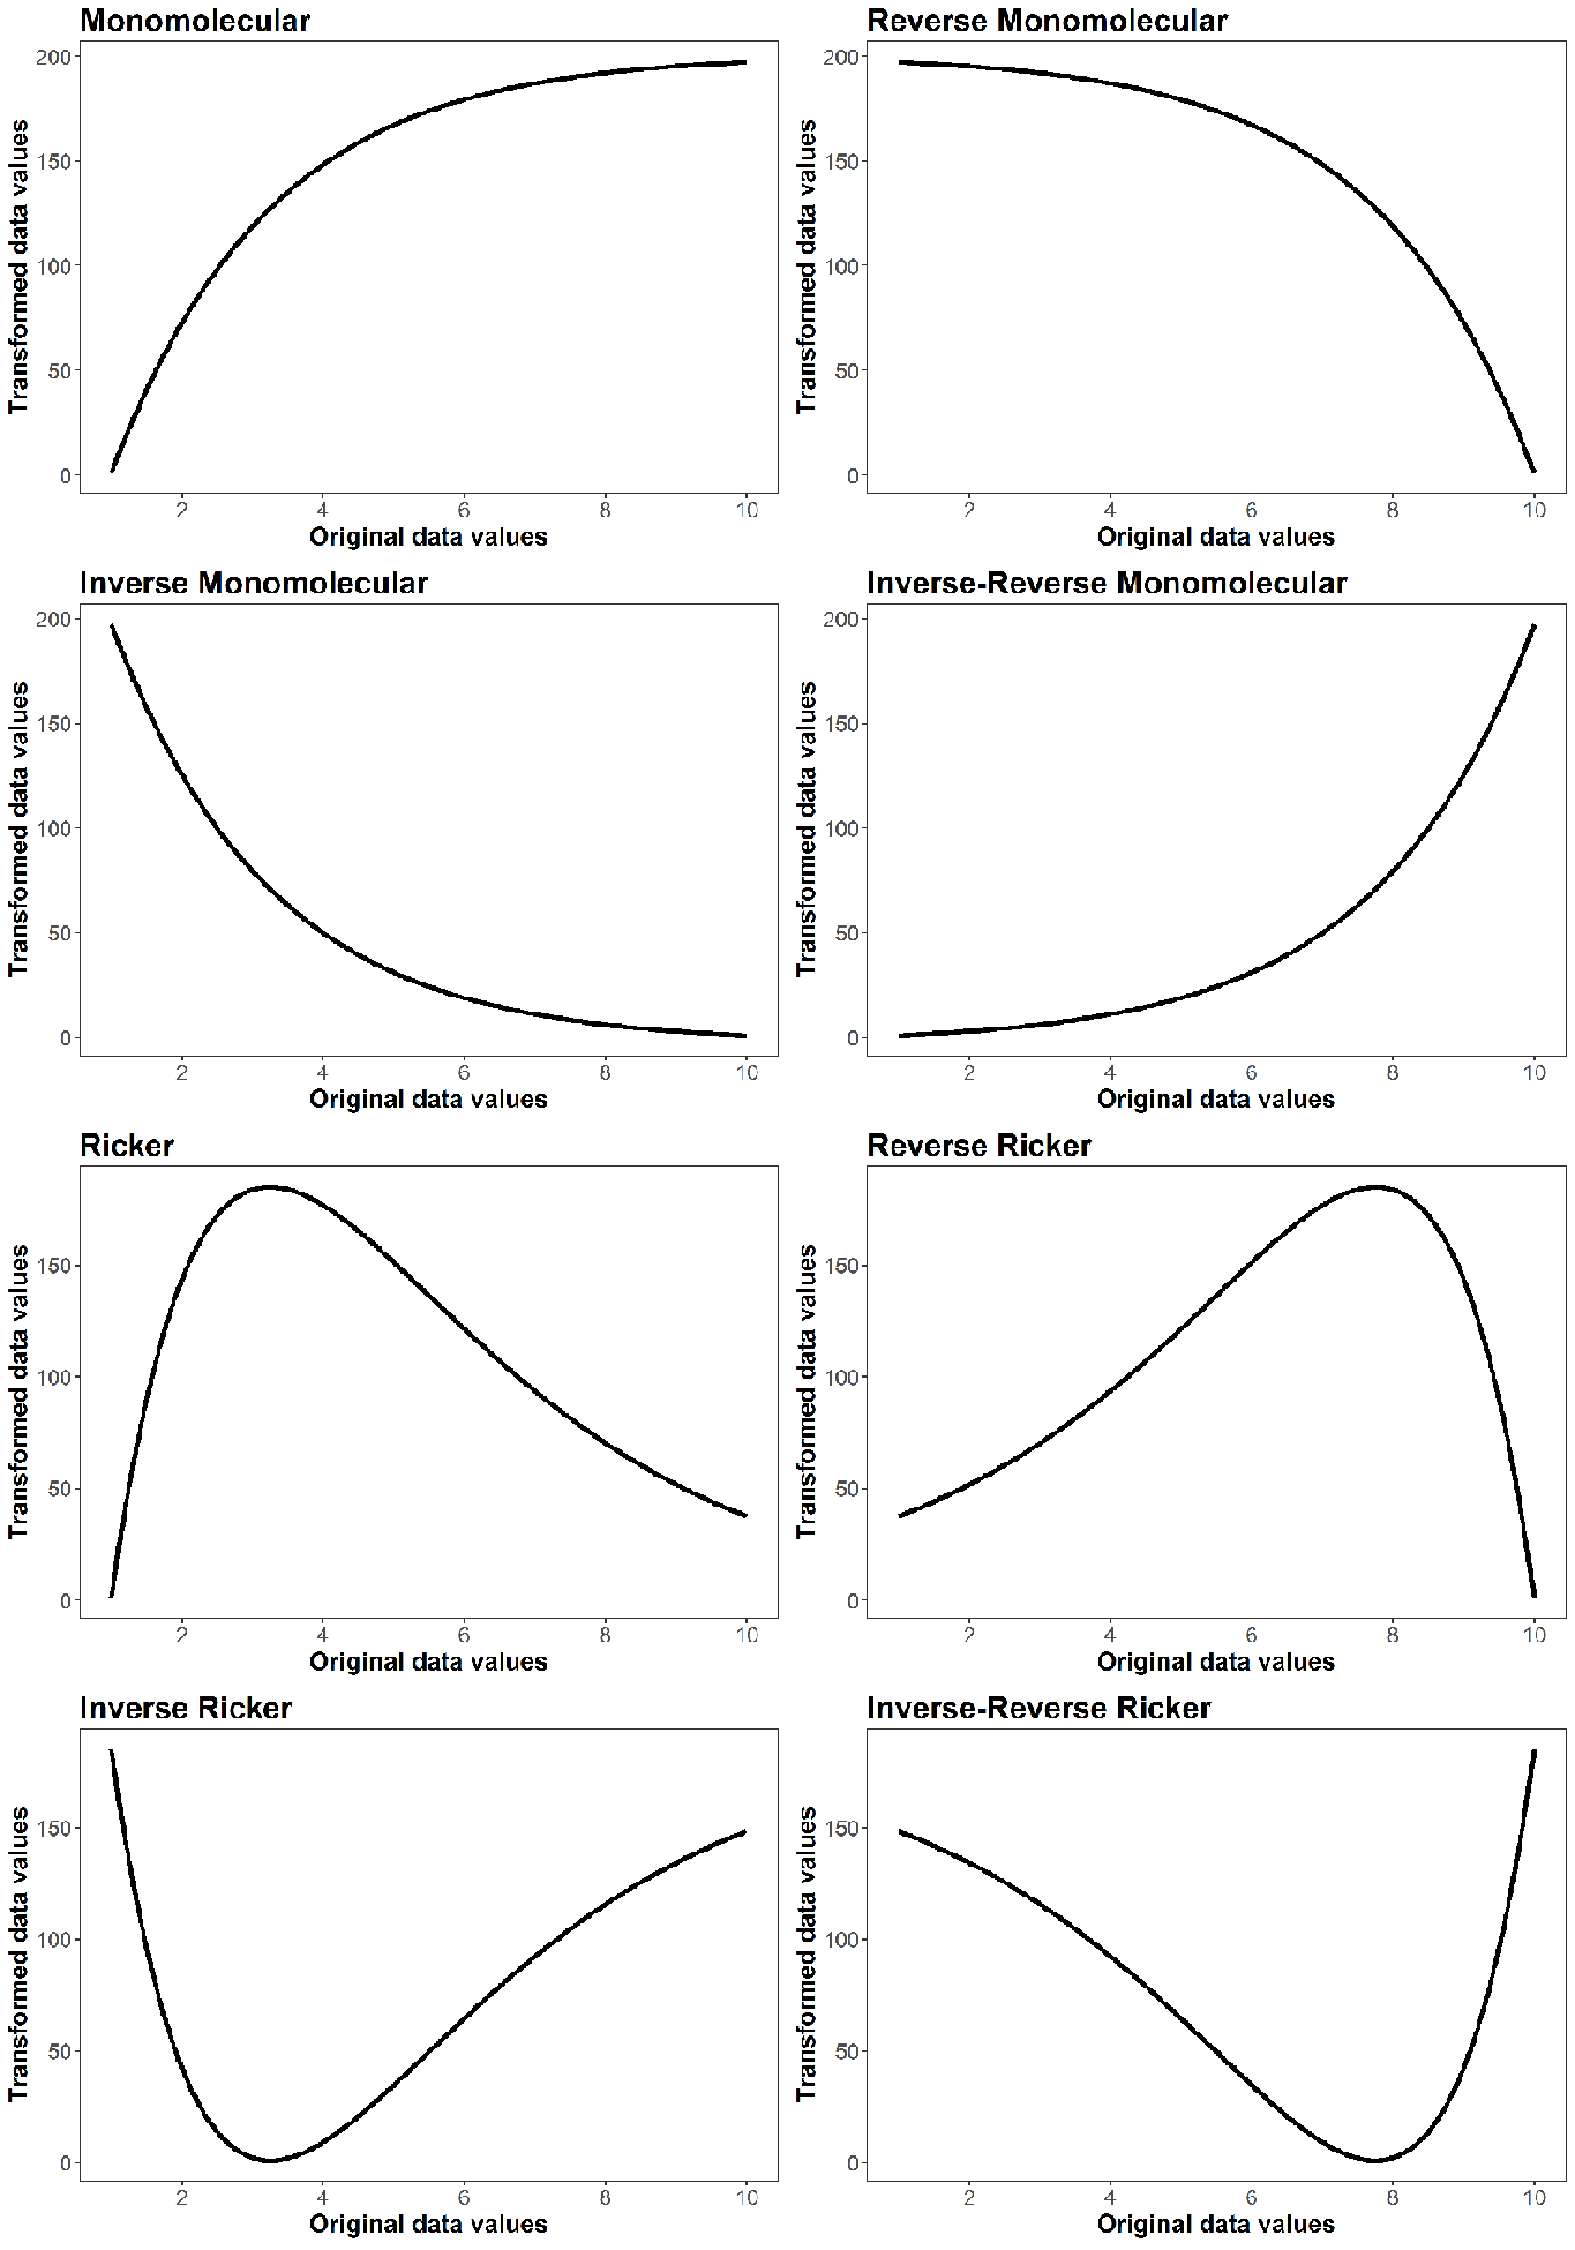 Monomolecular
200
150
100
50
0
Transformed data values
2 4 6 8 10
Original data values
Reverse Monomolecular
200
150
100
50
0
Transformed data values
2 4 6 8 10
Original data values
Inverse Monomolecular
200
150
100
50
0
Transformed data values
2 4 6 8 10
Original data values
Inverse-Reverse Monomolecular
200
150
100
50
0
Transformed data values
2 4 6 8 10
Original data values
Ricker
150
100
50
0
Transformed data values
2 4 6 8 10
Original data values
Reverse Ricker
150
100
50
0
Transformed data values
2 4 6 8 10
Original data values
Inverse Ricker
150
100
50
0
Transformed data values
2 4 6 8 10
Original data values
Inverse-Reverse Ricker
150
100
50
0
Transformed data values
2 4 6 8 10
Original data values